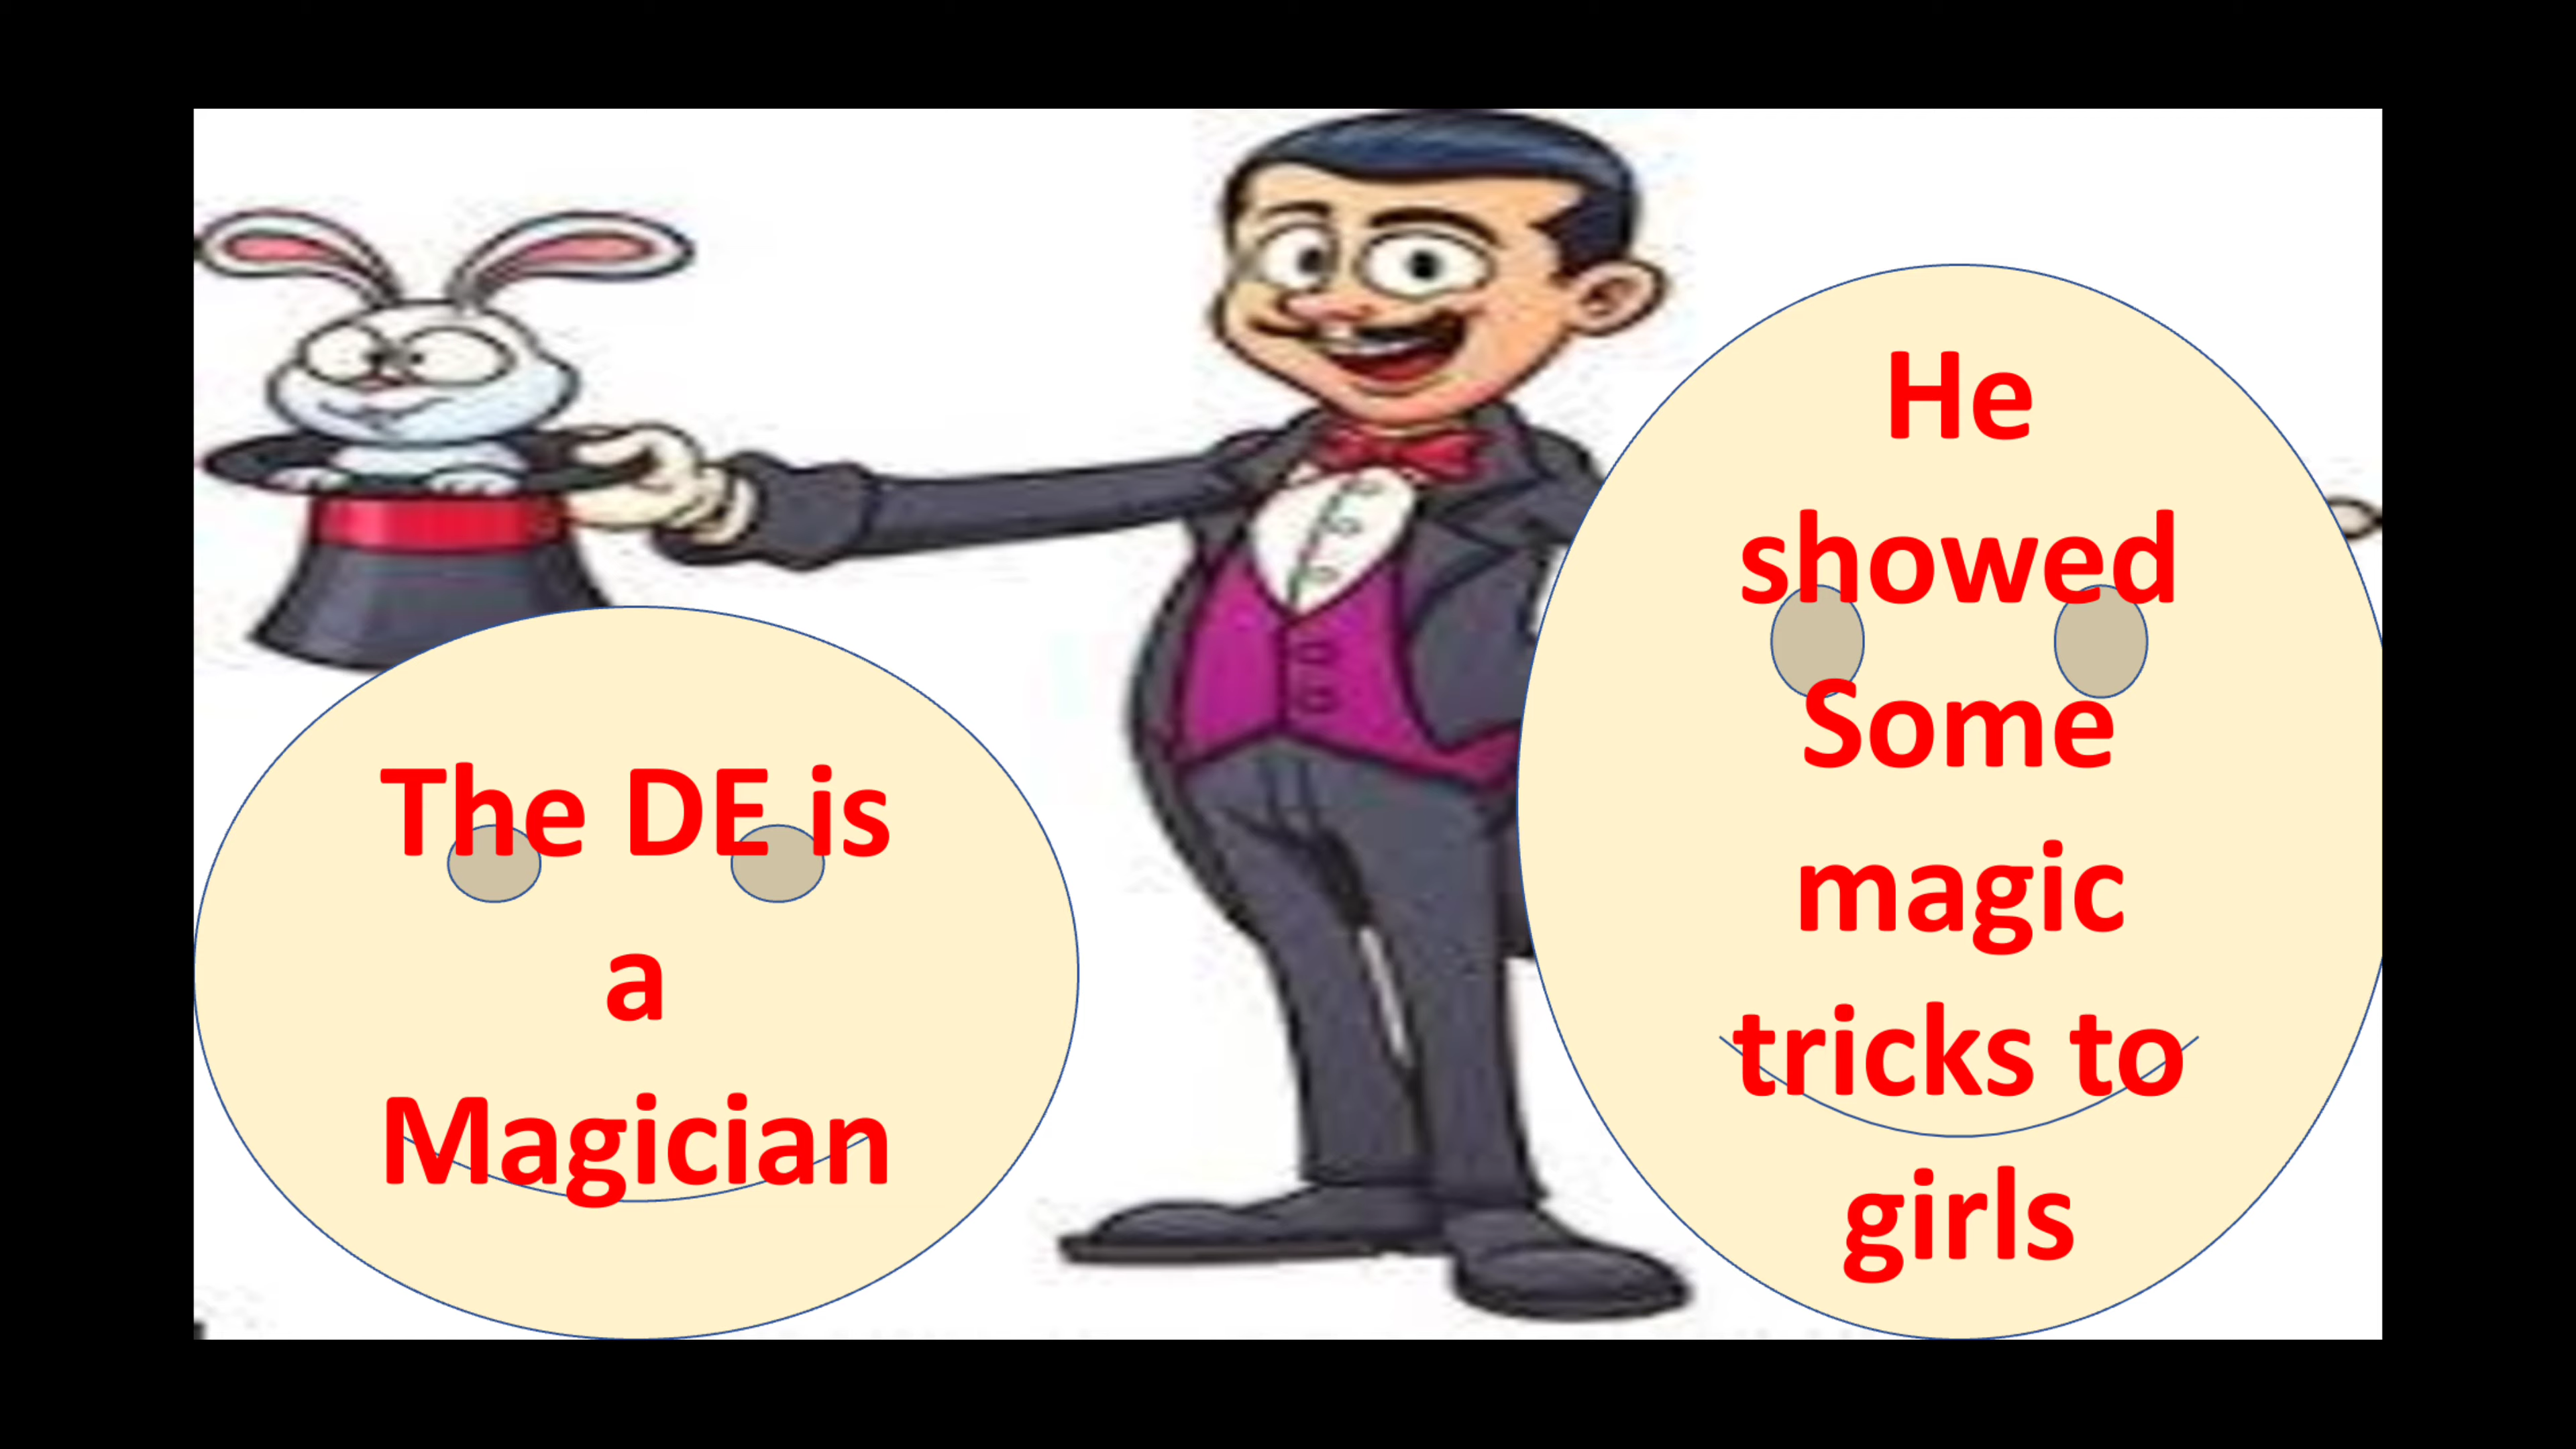 The DE is
a
Magician
He
showed
Some
magic
tricks to
girls